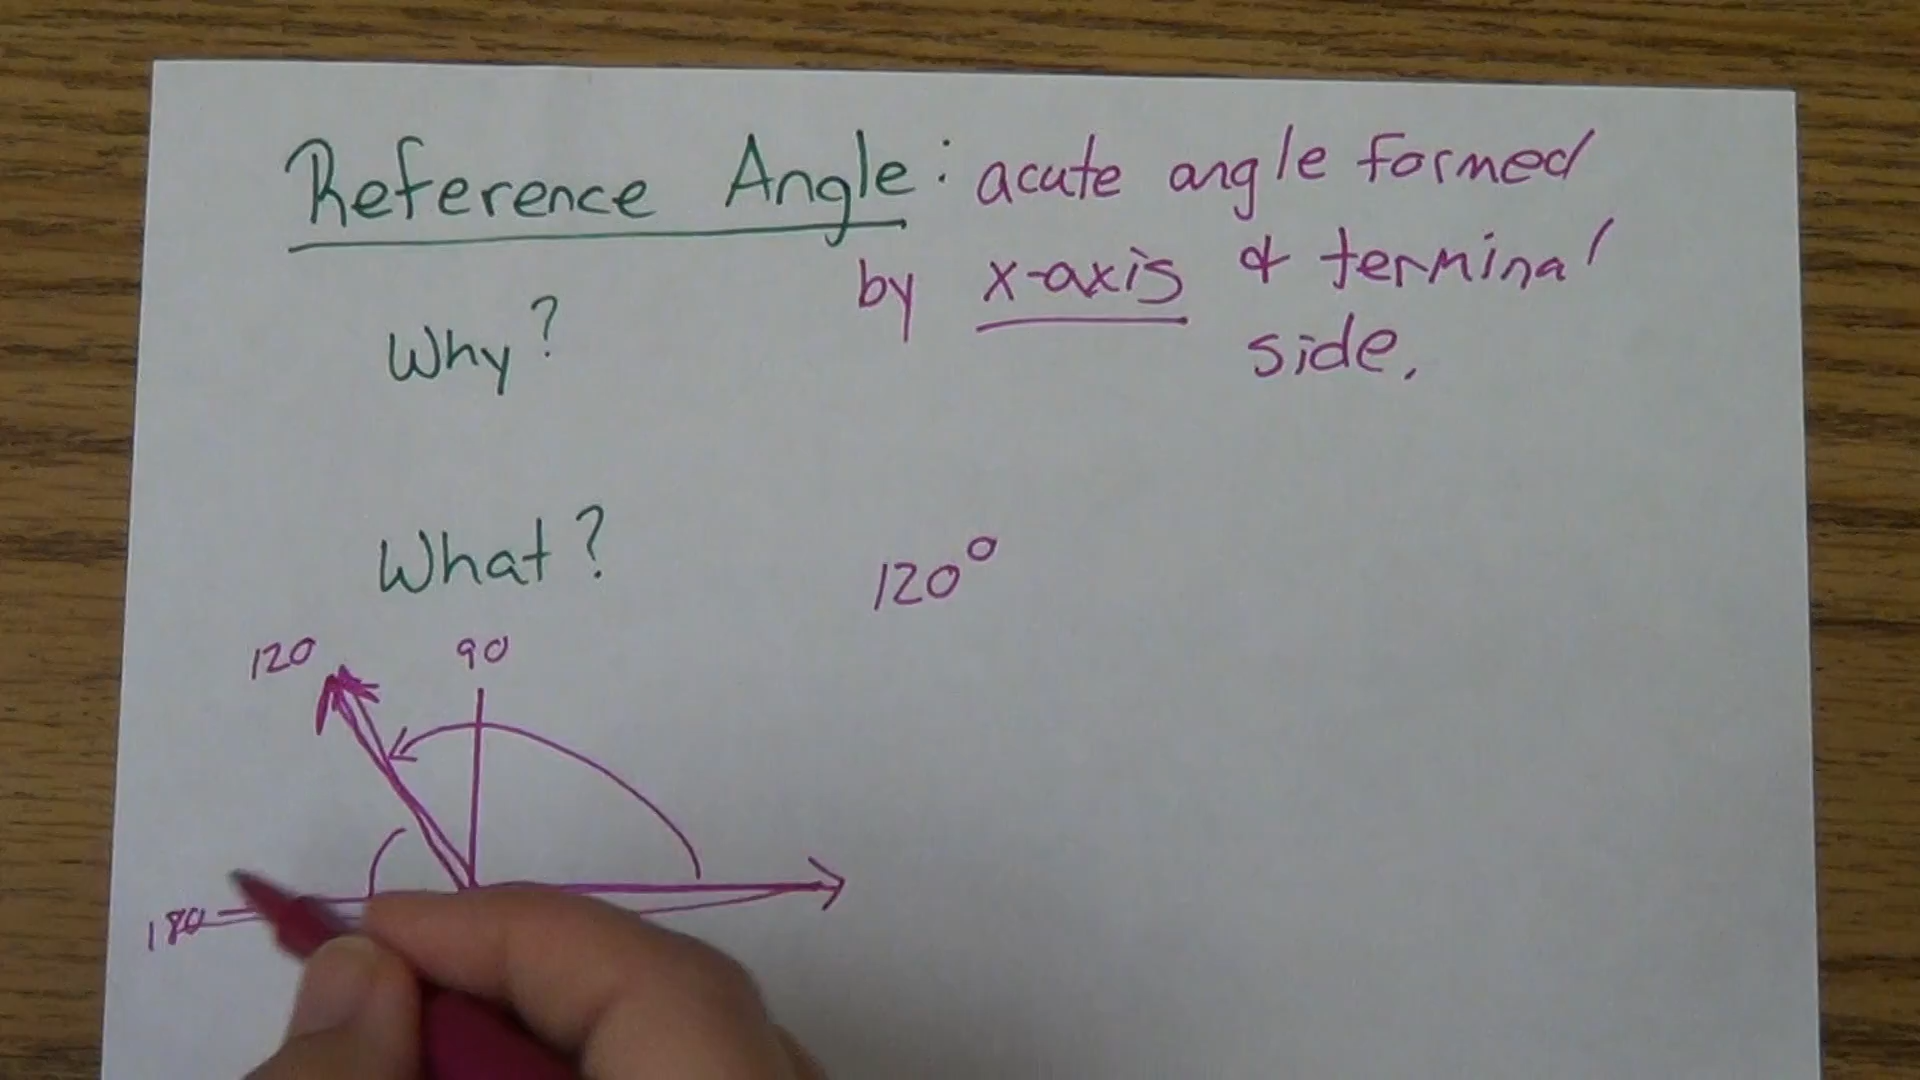 Reference Angle: acute angle formed
by x-axis & terminal
side.
Why?
What?
120°
120
90
180